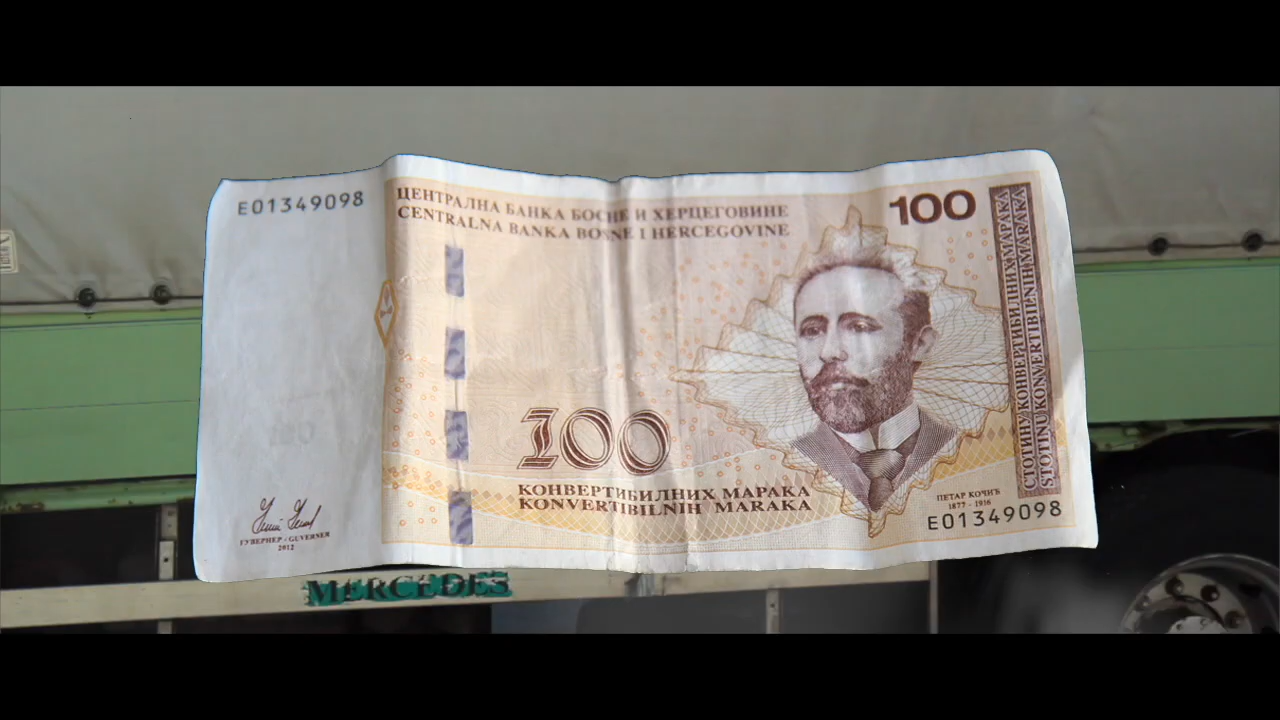 E01349098
ЦЕНТРАЛНА БАНКА БОСНЕ И ХЕРЦЕГОВИНЕ
CENTRALNA BANKA BOSNE I HERCEGOVINE
100
СТОТИНУ КОНВЕРТИБИЛНИХ МАРАКА
STOTINU KONVERTIBILNIH MARAKA
100
КОНВЕРТИБИЛНИХ МАРАКА
KONVERTIBILNIH MARAKA
ПЕТАР КОЧИЋ
1877 - 1916
E01349098
ГУВЕРНЕР - GUVERNER
2012
MERCEDES